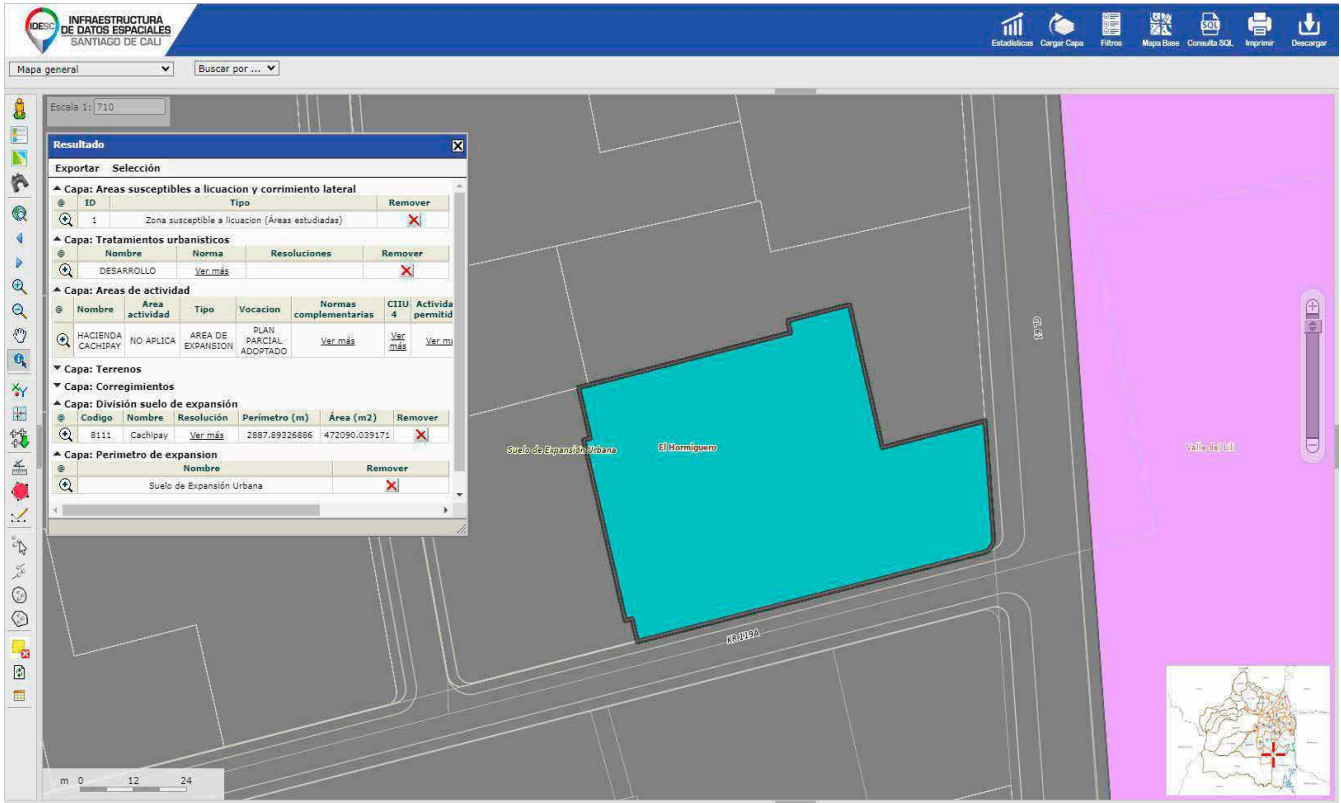 IDESC
INFRAESTRUCTURA
DE DATOS ESPACIALES
SANTIAGO DE CALI
Estadísticas Cargar Capa Filtros Mapa Base Consulta SQL Imprimir Descargar
SQL
Mapa general Buscar por ...
Escala 1: 710
Resultado
Exportar Selección
Capa: Areas susceptibles a licuacion y corrimiento lateral
@ ID Tipo Remover
1 Zona susceptible a licuacion (Áreas estudiadas)
Capa: Tratamientos urbanisticos
@ Nombre Norma Resoluciones Remover
DESARROLLO Ver más
Capa: Areas de actividad
@ Nombre Area actividad Tipo Vocacion Normas complementarias CIIU 4 Activida permitid
HACIENDA CACHIPAY NO APLICA AREA DE EXPANSION PLAN PARCIAL ADOPTADO Ver más Ver más Ver ma
Capa: Terrenos
Capa: Corregimientos
Capa: División suelo de expansión
@ Codigo Nombre Resolución Perímetro (m) Área (m2) Remover
8111 Cachipay Ver más 2887.89326886 472090.039171
Capa: Perimetro de expansion
@ Nombre Remover
Suelo de Expansión Urbana
Suelo de Expansión Urbana
El Hormiguero
Valle del Lili
KR 119A
m 0 12 24